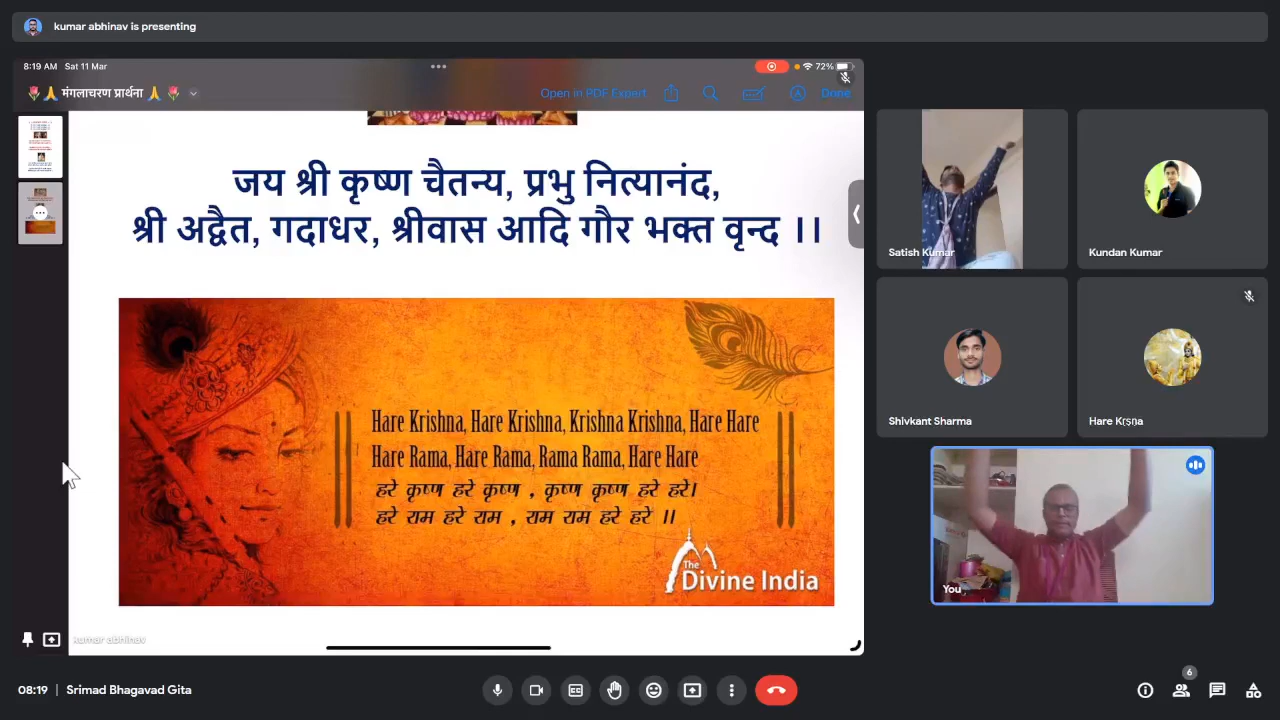 kumar abhinav is presenting
8:19 AM Sat 11 Mar
72%
मंगलाचरण प्रार्थना
Open in PDF Expert
Done
जय श्री कृष्ण चैतन्य, प्रभु नित्यानंद,
श्री अद्वैत, गदाधर, श्रीवास आदि गौर भक्त वृन्द ।।
Hare Krishna, Hare Krishna, Krishna Krishna, Hare Hare
Hare Rama, Hare Rama, Rama Rama, Hare Hare
हरे कृष्ण हरे कृष्ण , कृष्ण कृष्ण हरे हरे।
हरे राम हरे राम , राम राम हरे हरे ।।
The
Divine India
kumar abhinav
Satish Kumar
Kundan Kumar
Shivkant Sharma
Hare Kṛṣṇa
You
08:19 | Srimad Bhagavad Gita
6